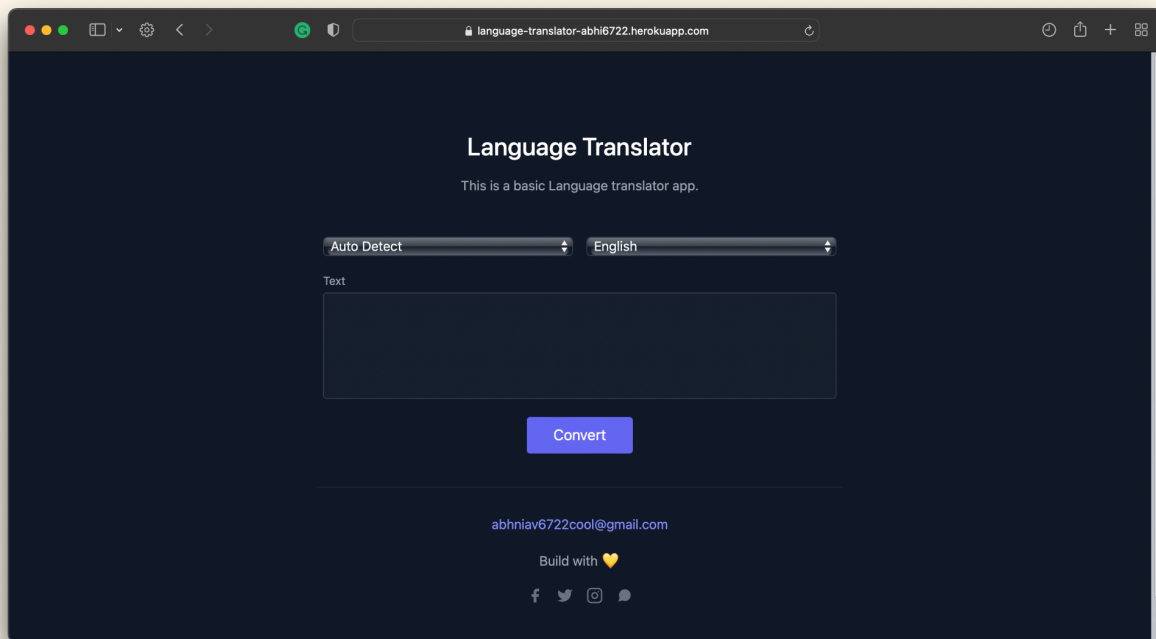 language-translator-abhi6722.herokuapp.com
Language Translator
This is a basic Language translator app.
Auto Detect English
Text
Convert
abhniav6722cool@gmail.com
Build with 💛